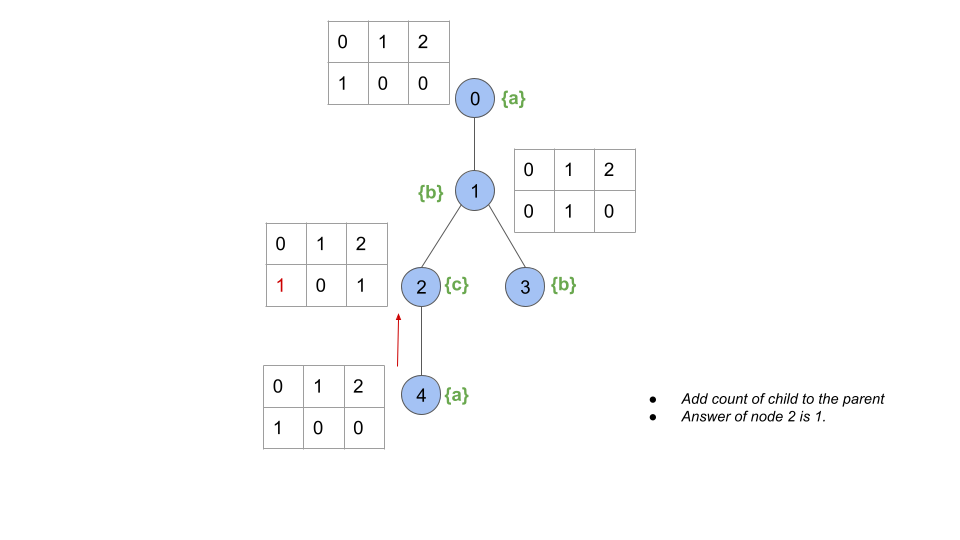 0 1 2
1 0 0
0 {a}
0 1 2
{b} 1
0 1 0
0 1 2
1 0 1
2 {c}
3 {b}
0 1 2
1 0 0
4 {a}
● Add count of child to the parent
● Answer of node 2 is 1.